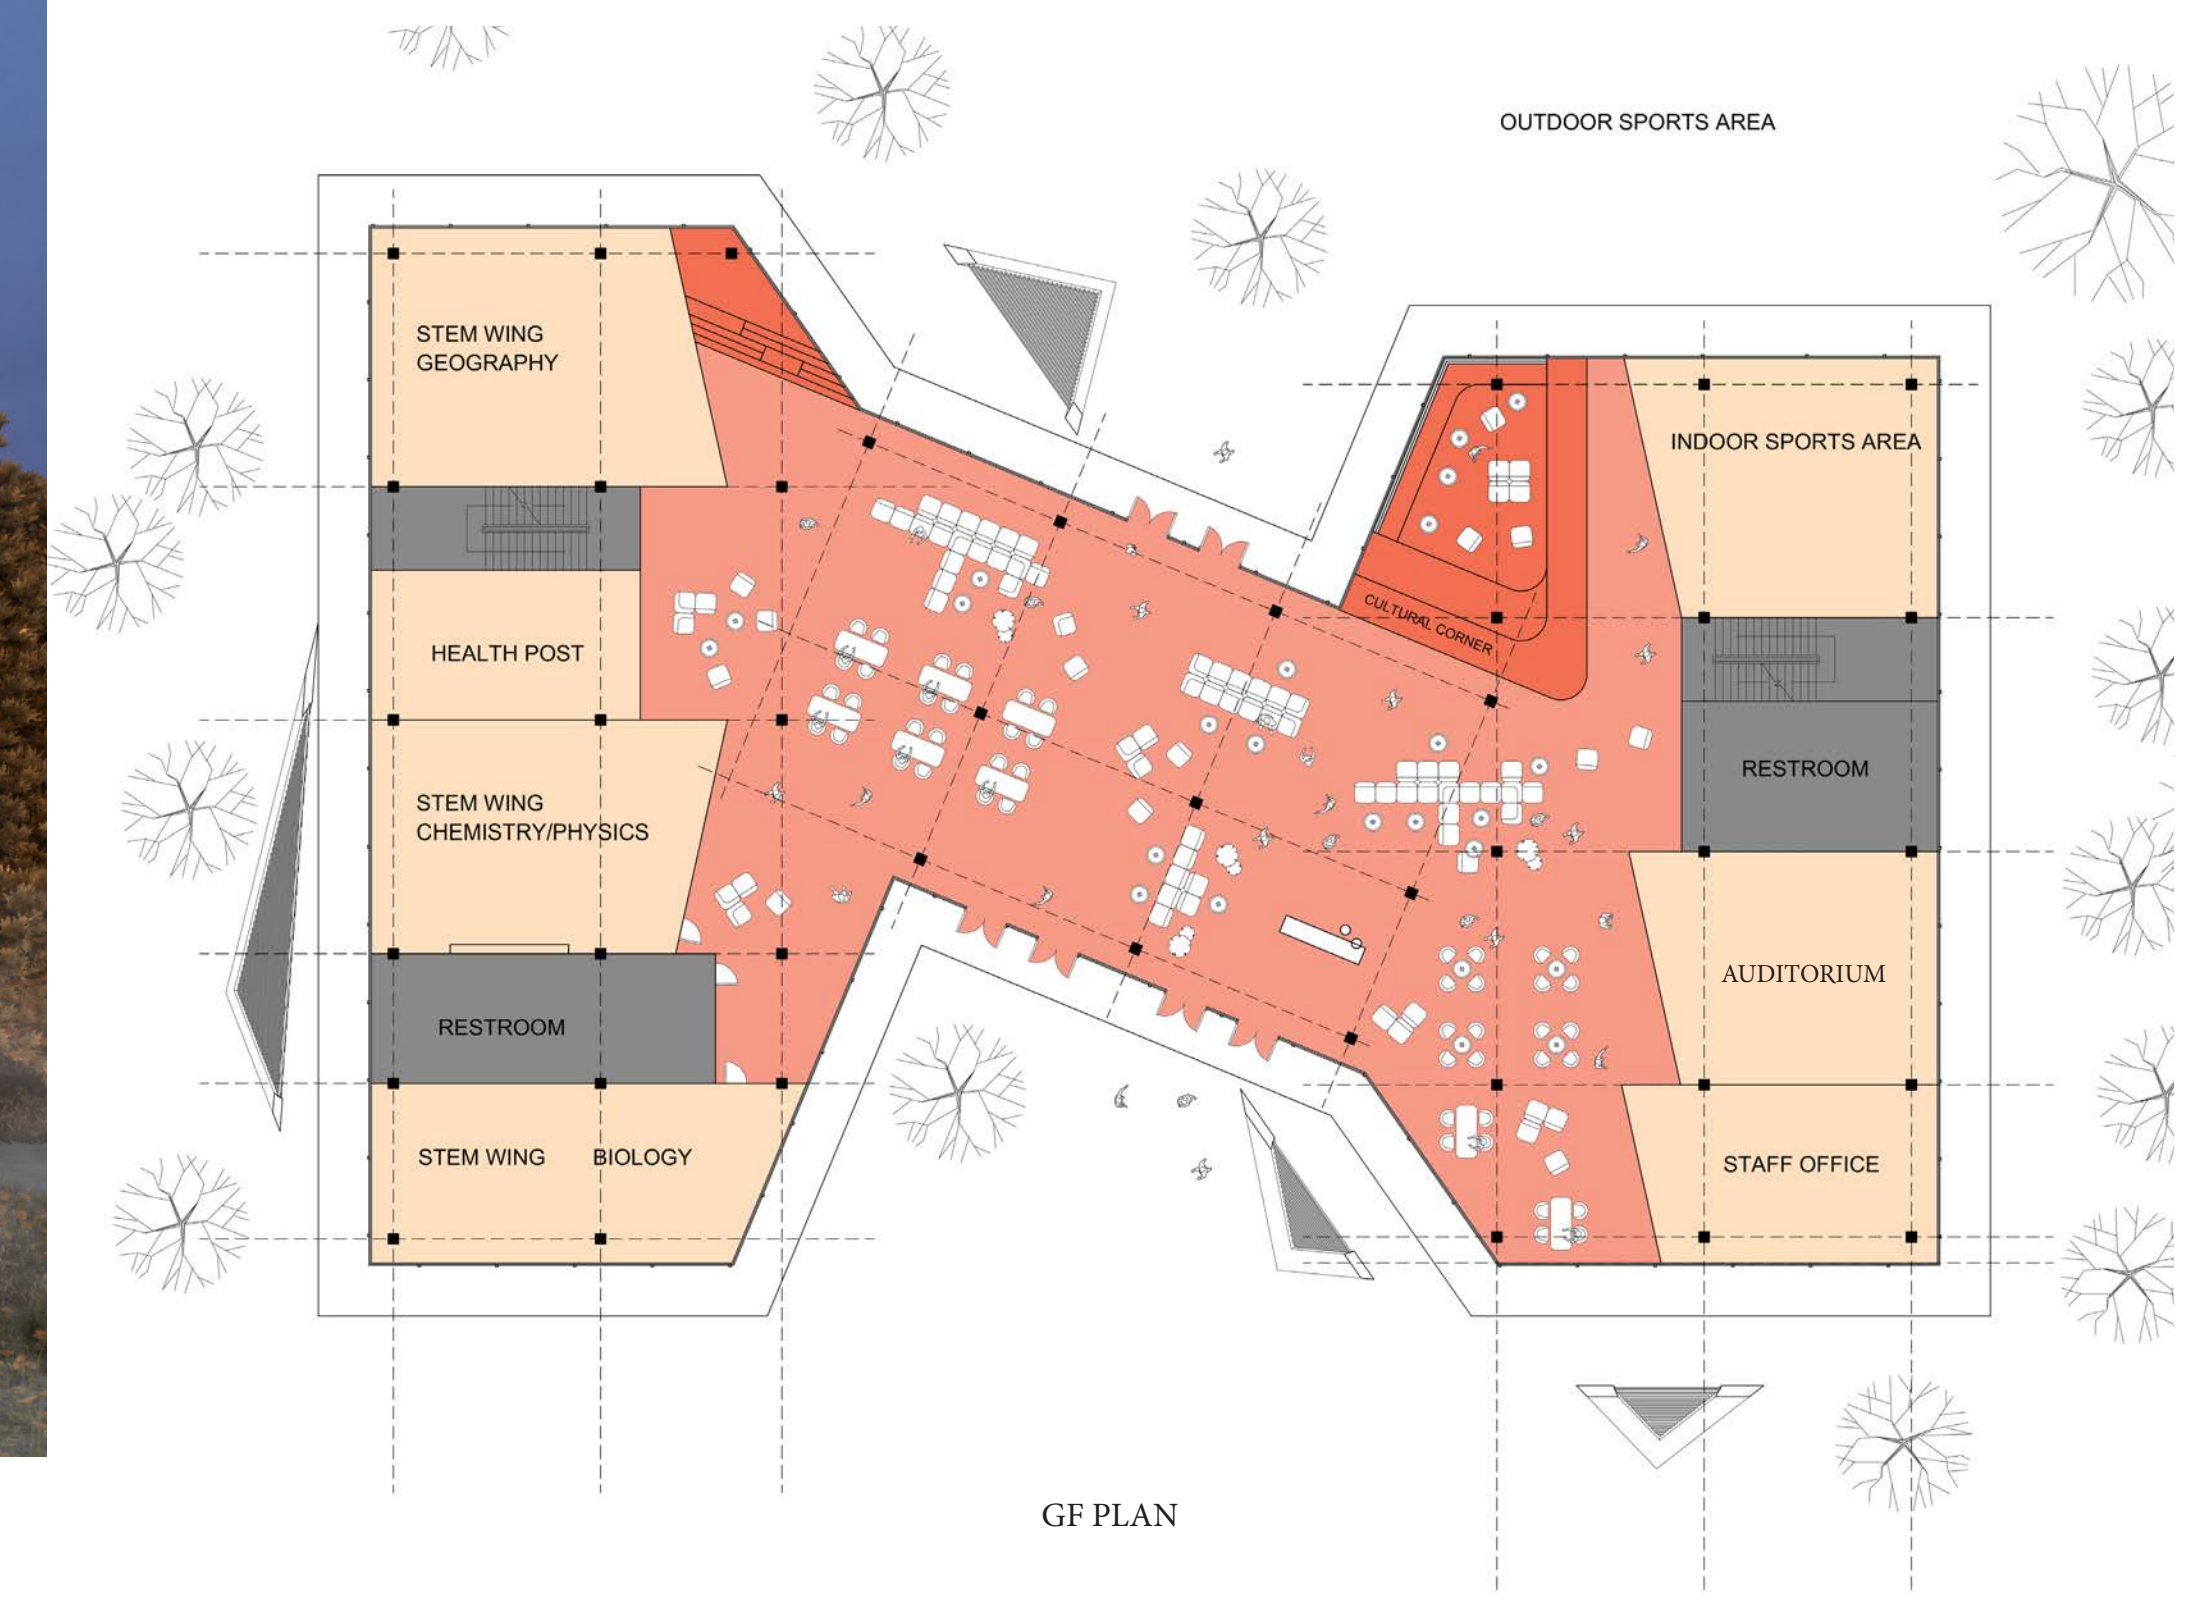 OUTDOOR SPORTS AREA
STEM WING
GEOGRAPHY
INDOOR SPORTS AREA
CULTURAL CORNER
HEALTH POST
RESTROOM
STEM WING
CHEMISTRY/PHYSICS
AUDITORIUM
RESTROOM
STEM WING BIOLOGY
STAFF OFFICE
GF PLAN